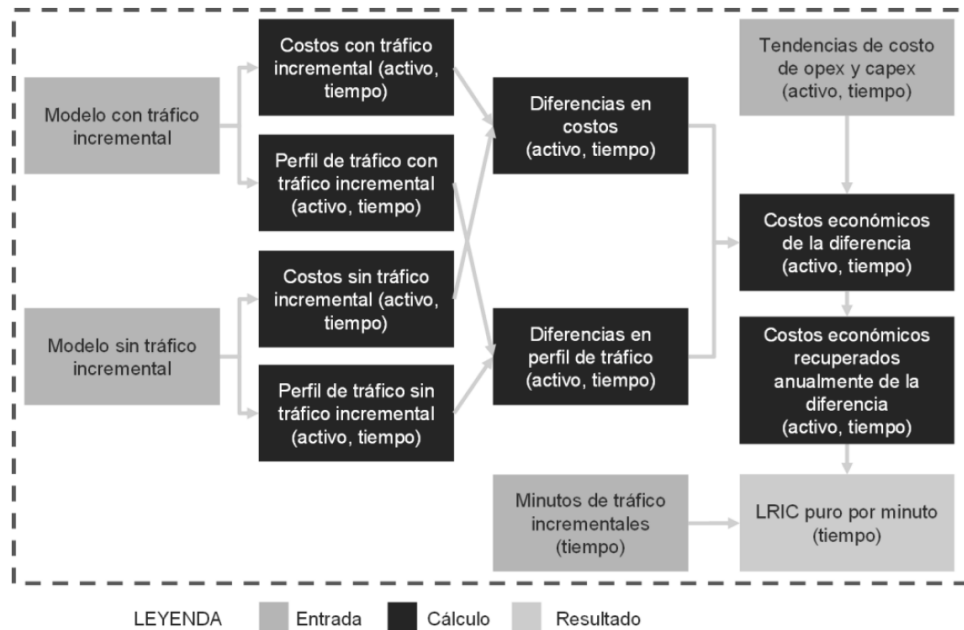 Modelo con tráfico
incremental
Modelo sin tráfico
incremental
Costos con tráfico
incremental (activo,
tiempo)
Perfil de tráfico con
tráfico incremental
(activo, tiempo)
Costos sin tráfico
incremental (activo,
tiempo)
Perfil de tráfico sin
tráfico incremental
(activo, tiempo)
Diferencias en
costos
(activo, tiempo)
Diferencias en
perfil de tráfico
(activo, tiempo)
Minutos de tráfico
incrementales
(tiempo)
Tendencias de costo
de opex y capex
(activo, tiempo)
Costos económicos
de la diferencia
(activo, tiempo)
Costos económicos
recuperados
anualmente de la
diferencia
(activo, tiempo)
LRIC puro por minuto
(tiempo)
LEYENDA
Entrada
Cálculo
Resultado